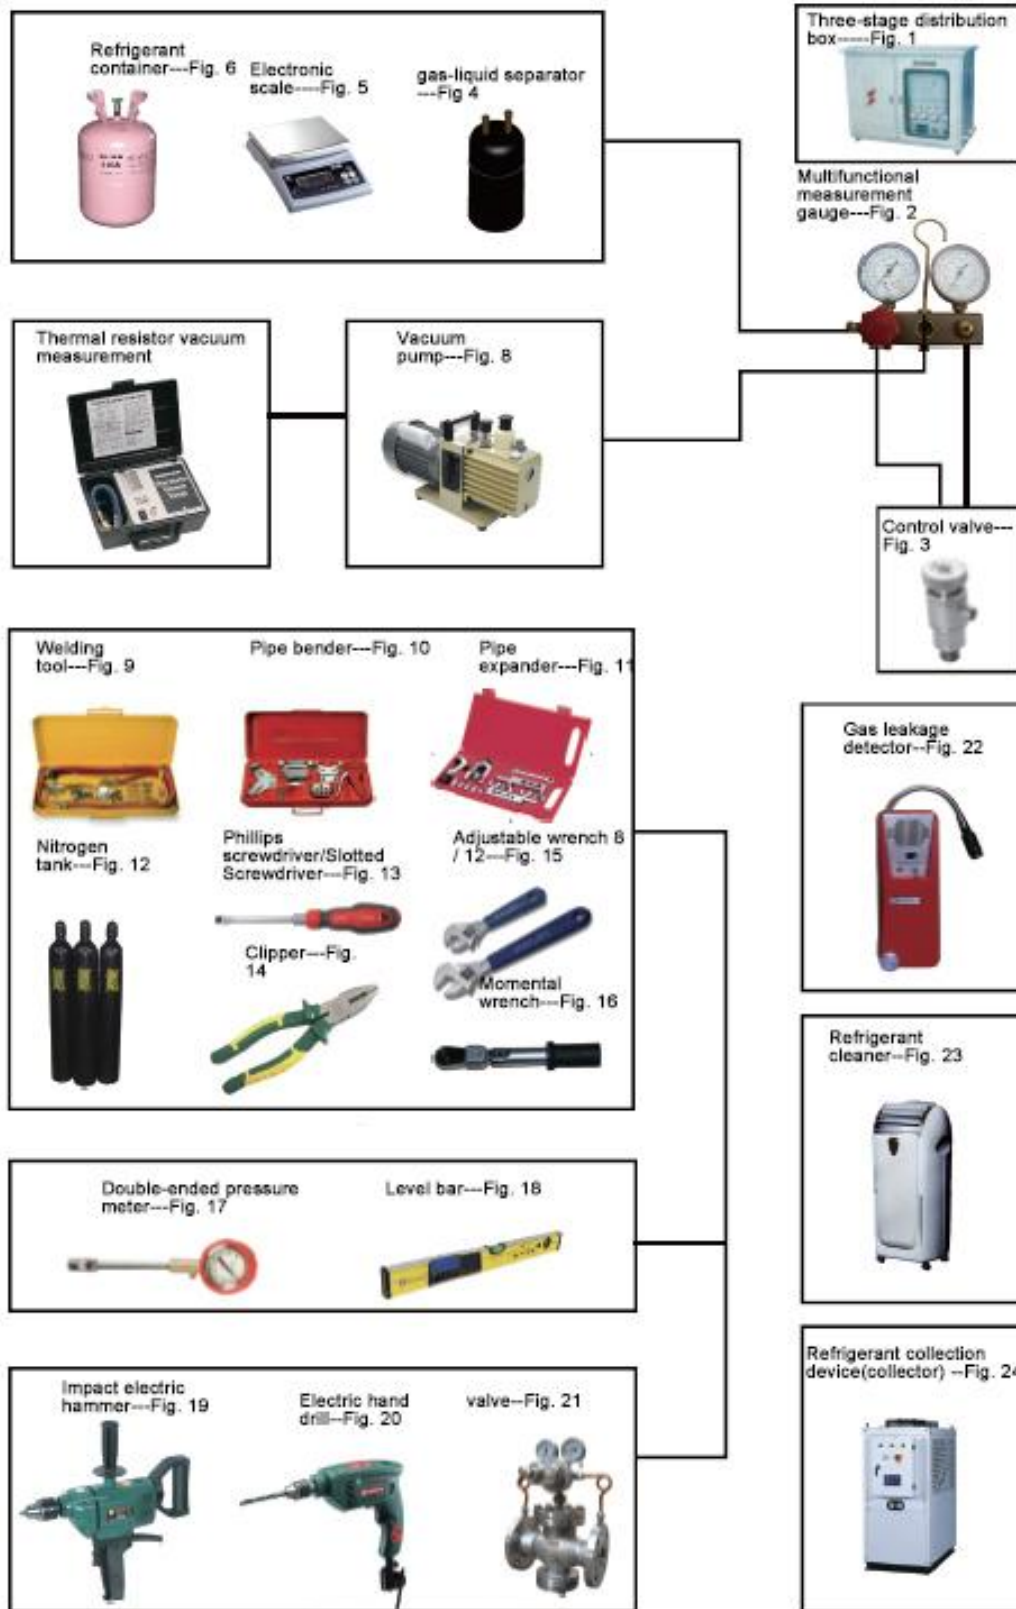 Refrigerant
container---Fig. 6
Electronic
scale----Fig. 5
gas-liquid separator
---Fig 4
Three-stage distribution
box-----Fig. 1
Multifunctional
measurement
gauge---Fig. 2
Thermal resistor vacuum
measurement
Vacuum
pump---Fig. 8
Control valve---
Fig. 3
Welding
tool---Fig. 9
Pipe bender---Fig. 10
Pipe
expander---Fig. 11
Nitrogen
tank---Fig. 12
Phillips
screwdriver/Slotted
Screwdriver---Fig. 13
Adjustable wrench 8
/ 12---Fig. 15
Clipper---Fig.
14
Momental
wrench---Fig. 16
Gas leakage
detector--Fig. 22
Refrigerant
cleaner--Fig. 23
Double-ended pressure
meter---Fig. 17
Level bar---Fig. 18
Refrigerant collection
device(collector) --Fig. 24
Impact electric
hammer---Fig. 19
Electric hand
drill--Fig. 20
valve--Fig. 21